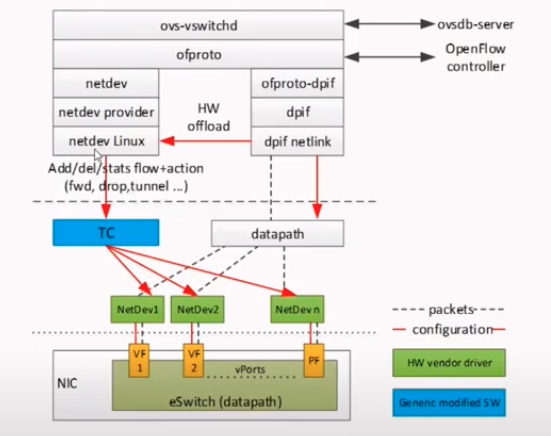 ovs-vswitchd
ovsdb-server
ofproto
OpenFlow
controller
netdev
ofproto-dpif
netdev provider
HW
offload
dpif
netdev Linux
dpif netlink
Add/del/stats flow+action
(fwd, drop,tunnel ...)
TC
datapath
NetDev1
NetDev2
NetDev n
packets
configuration
VF
1
VF
2
PF
vPorts
HW vendor driver
NIC
eSwitch (datapath)
Generic modified SW